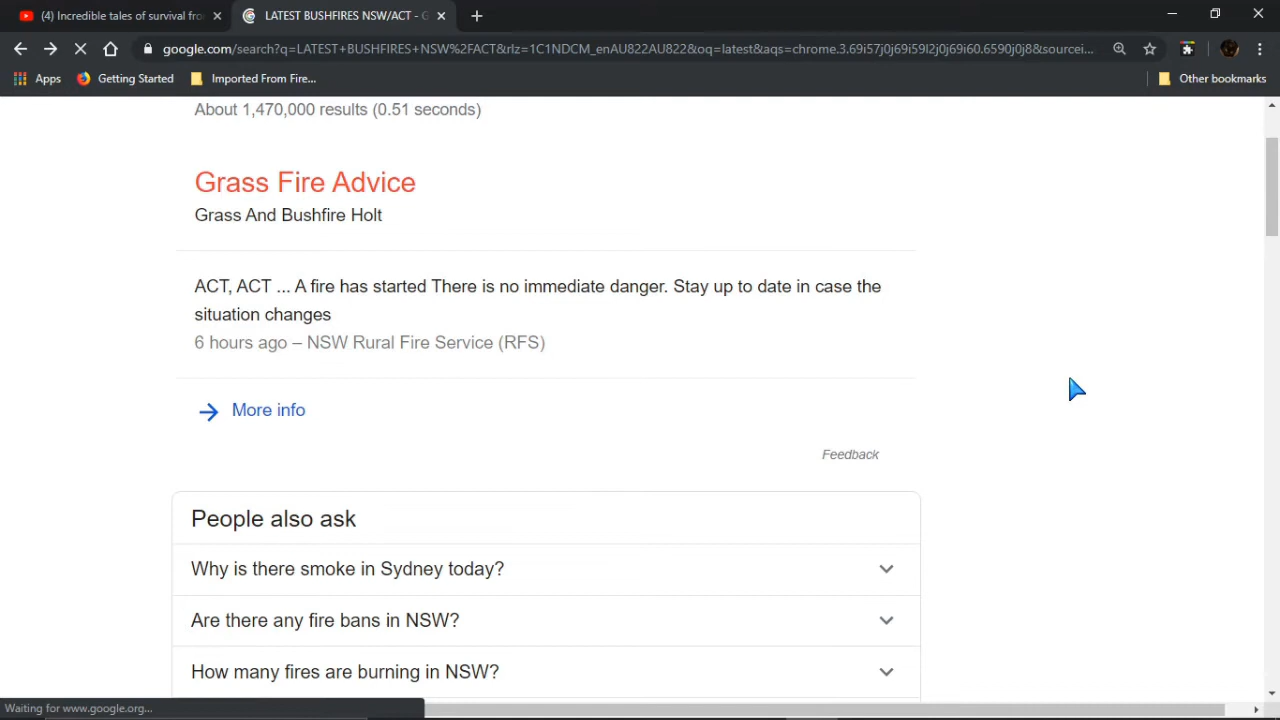 (4) Incredible tales of survival fro
LATEST BUSHFIRES NSW/ACT - G
google.com/search?q=LATEST+BUSHFIRES+NSW%2FACT&rlz=1C1NDCM_enAU822AU822&oq=latest&aqs=chrome.3.69i57j0j69i59l2j0j69i60.6590j0j8&sourcei...
Apps
Getting Started
Imported From Fire...
Other bookmarks
About 1,470,000 results (0.51 seconds)
Grass Fire Advice
Grass And Bushfire Holt
ACT, ACT ... A fire has started There is no immediate danger. Stay up to date in case the
situation changes
6 hours ago – NSW Rural Fire Service (RFS)
More info
Feedback
People also ask
Why is there smoke in Sydney today?
Are there any fire bans in NSW?
How many fires are burning in NSW?
Waiting for www.google.org...